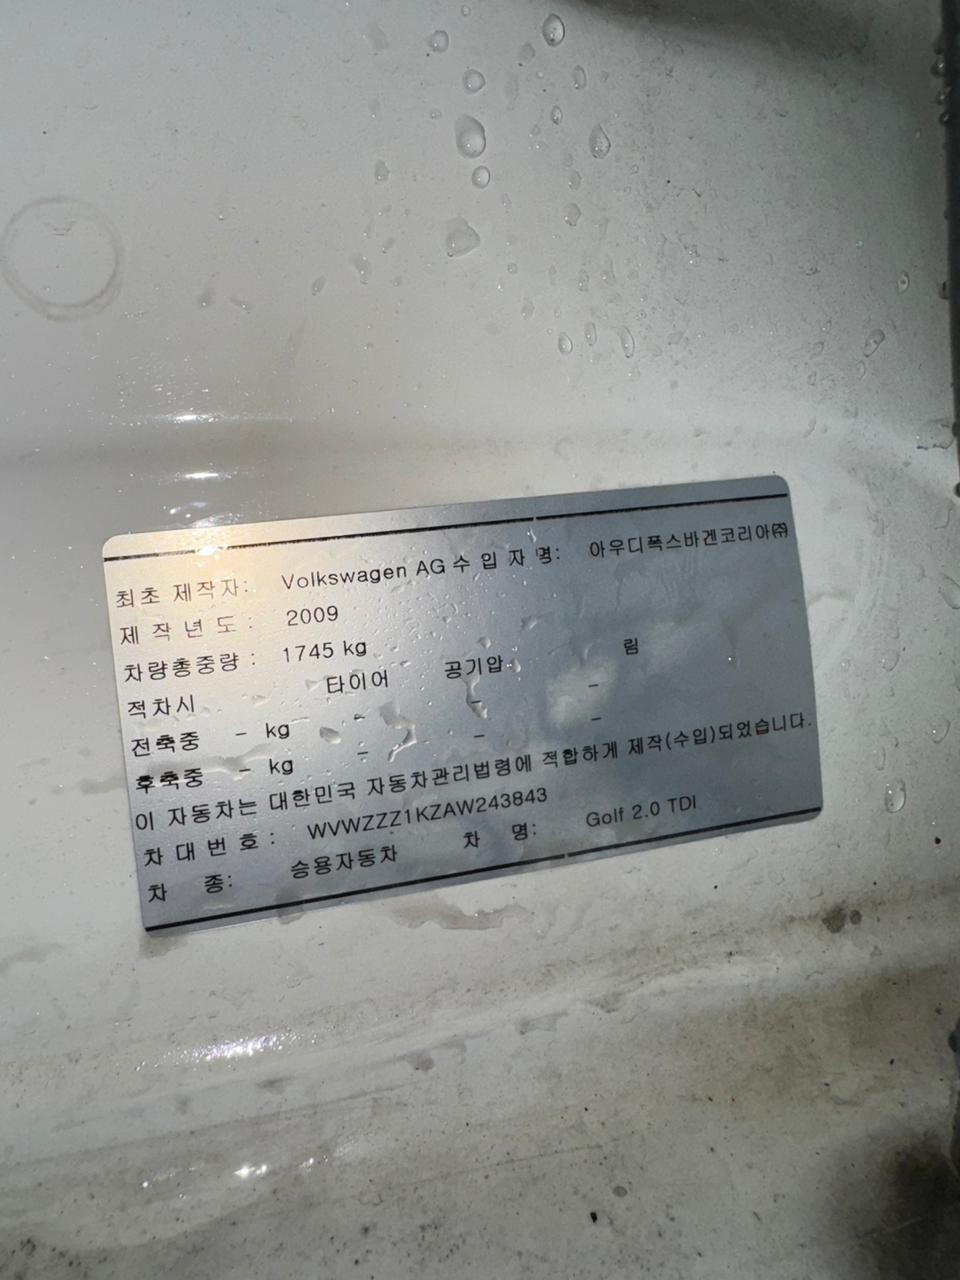 최초 제작자: Volkswagen AG 수 입 자 명: 아우디폭스바겐코리아㈜
제 작 년 도 : 2009
차량총중량 : 1745 kg
적차시 타이어 공기압 림
전축중 - kg - - -
후축중 - kg - - -
이 자동차는 대한민국 자동차관리법령에 적합하게 제작(수입)되었습니다.
차 대 번 호 : WVWZZZ1KZAW243843
차 종: 승용자동차 차 명: Golf 2.0 TDI